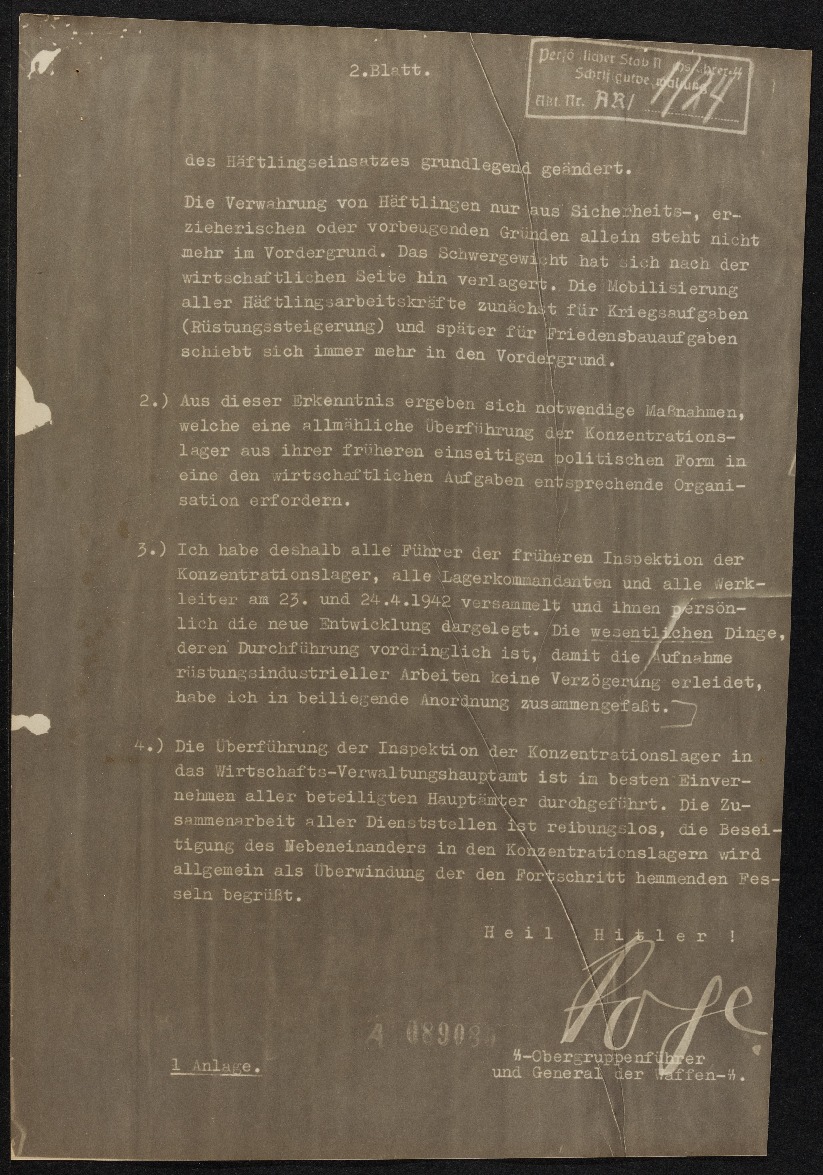 2.Blatt.
Schriftgutverwaltung
Akt. Nr. AR/ 1/24
des Häftlingseinsatzes grundlegend geändert.
Die Verwahrung von Häftlingen nur aus Sicherheits-, er-
zieherischen oder vorbeugenden Gründen allein steht nicht
mehr im Vordergrund. Das Schwergewicht hat sich nach der
wirtschaftlichen Seite hin verlagert. Die Mobilisierung
aller Häftlingsarbeitskräfte zunächst für Kriegsaufgaben
(Rüstungssteigerung) und später für Friedensbauaufgaben
schiebt sich immer mehr in den Vordergrund.
2.) Aus dieser Erkenntnis ergeben sich notwendige Maßnahmen,
welche eine allmähliche Überführung der Konzentrations-
lager aus ihrer früheren einseitigen politischen Form in
eine den wirtschaftlichen Aufgaben entsprechende Organi-
sation erfordern.
3.) Ich habe deshalb alle Führer der früheren Inspektion der
Konzentrationslager, alle Lagerkommandanten und alle Werk-
leiter am 23. und 24.4.1942 versammelt und ihnen persön-
lich die neue Entwicklung dargelegt. Die wesentlichen Dinge,
deren Durchführung vordringlich ist, damit die Aufnahme
rüstungsindustrieller Arbeiten keine Verzögerung erleidet,
habe ich in beiliegende Anordnung zusammengefaßt.
4.) Die Überführung der Inspektion der Konzentrationslager in
das Wirtschafts-Verwaltungshauptamt ist im besten Einver-
nehmen aller beteiligten Hauptämter durchgeführt. Die Zu-
sammenarbeit aller Dienststellen ist reibungslos, die Besei-
tigung des Nebeneinanders in den Konzentrationslagern wird
allgemein als Überwindung der den Fortschritt hemmenden Fes-
seln begrüßt.
H e i l   H i t l e r !
A 08908
1 Anlage.
ᛋᛋ-Obergruppenführer
und General der Waffen-ᛋᛋ.